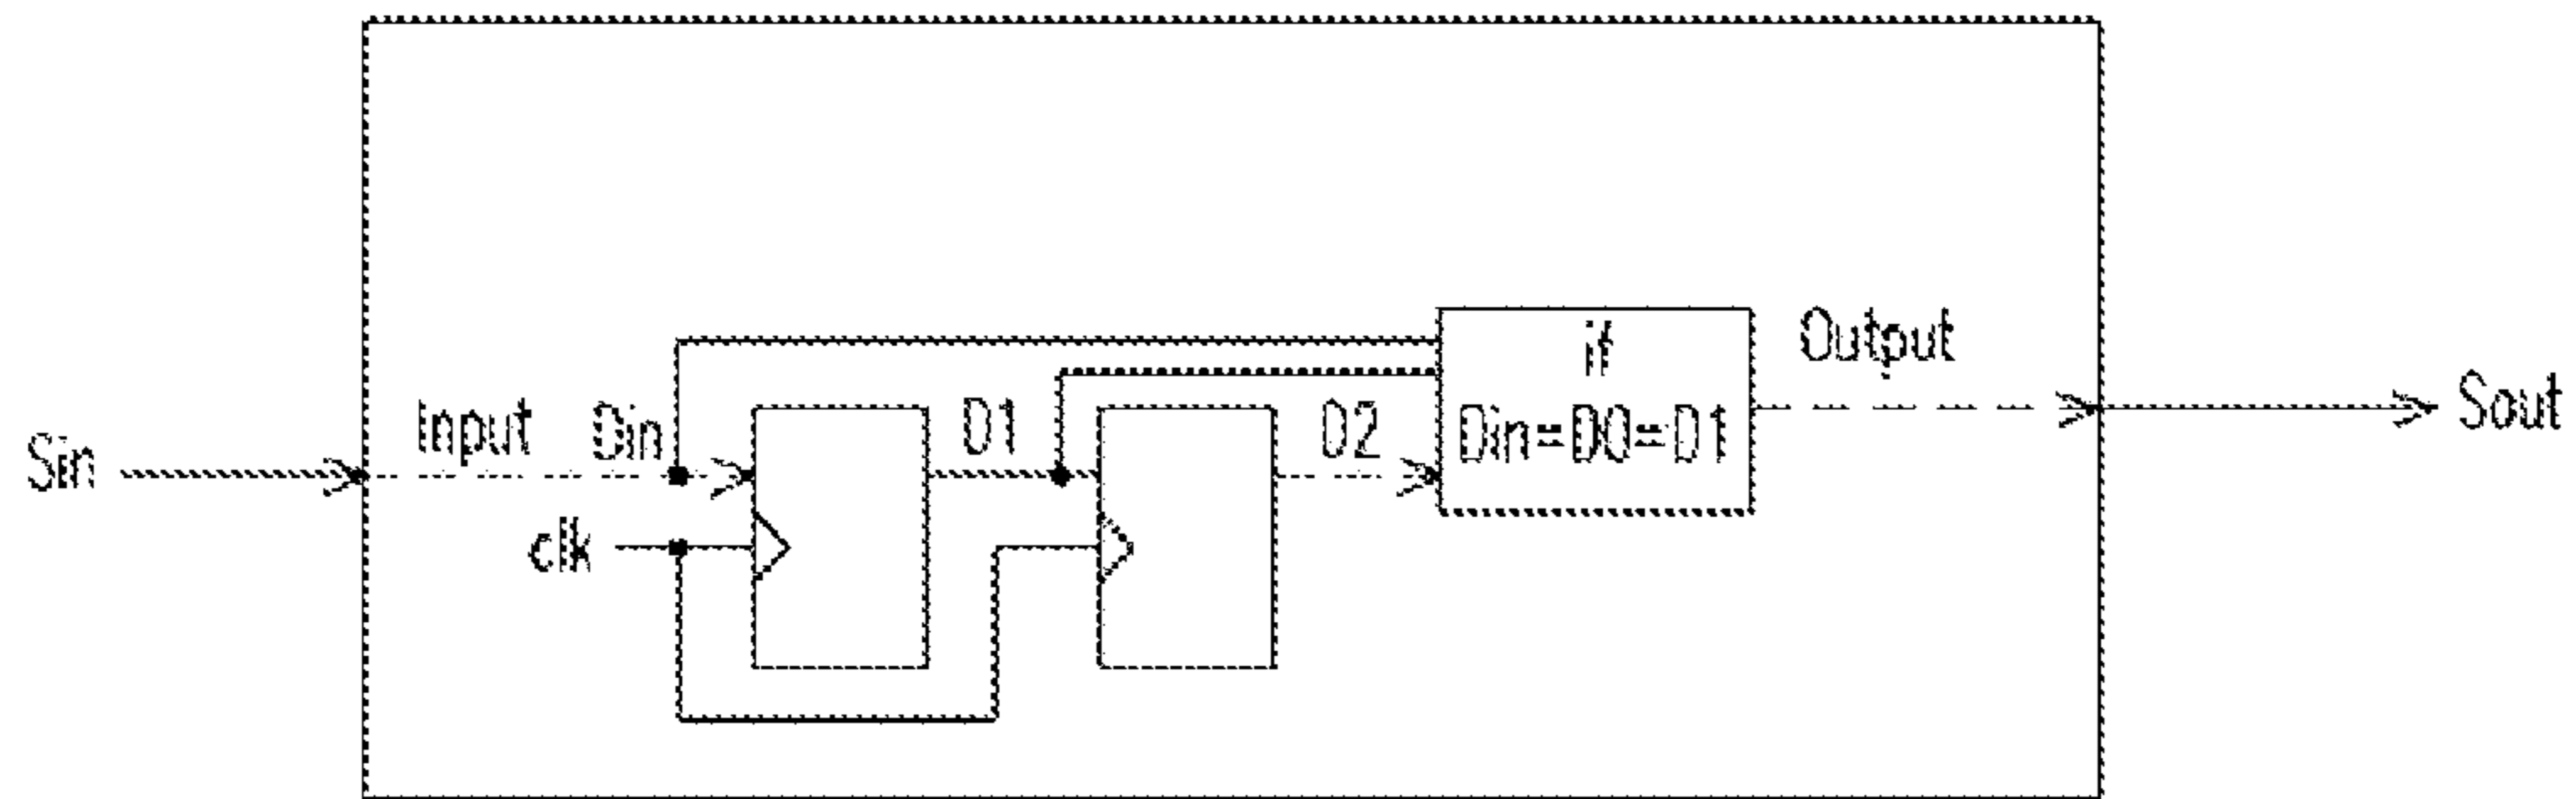 Sin
Input
Din
clk
D1
D2
if
Din=D0=D1
Output
Sout